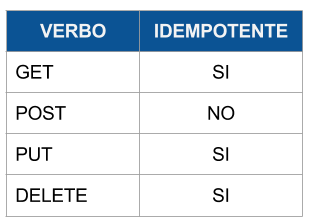 VERBO IDEMPOTENTE
GET SI
POST NO
PUT SI
DELETE SI